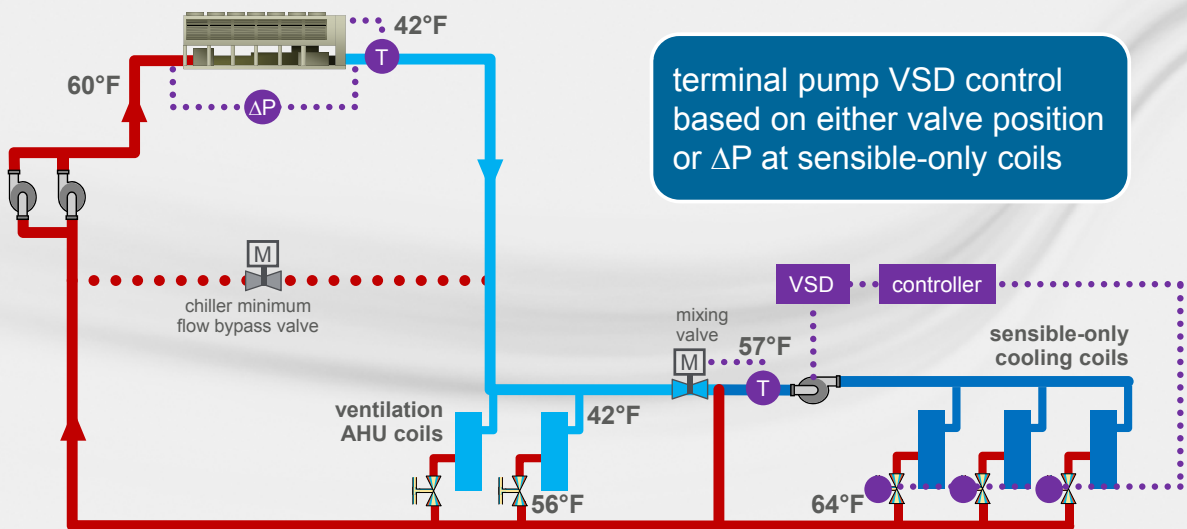 42°F
T
60°F
ΔP
terminal pump VSD control
based on either valve position
or ΔP at sensible-only coils
M
chiller minimum
flow bypass valve
VSD
controller
mixing
valve
M
57°F
T
sensible-only
cooling coils
ventilation
AHU coils
42°F
56°F
64°F